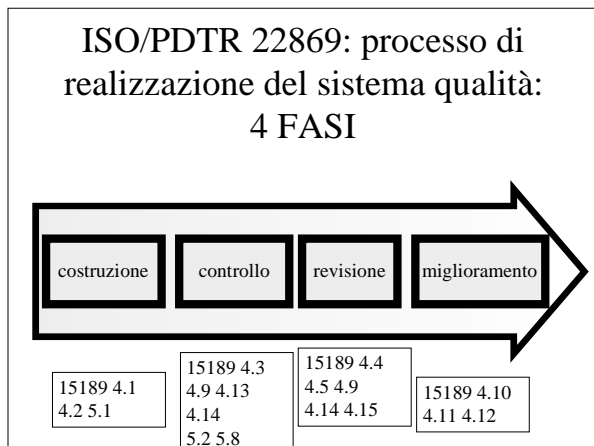 ISO/PDTR 22869: processo di
realizzazione del sistema qualità:
4 FASI
costruzione
controllo
revisione
miglioramento
15189 4.1
4.2 5.1
15189 4.3
4.9 4.13
4.14
5.2 5.8
15189 4.4
4.5 4.9
4.14 4.15
15189 4.10
4.11 4.12